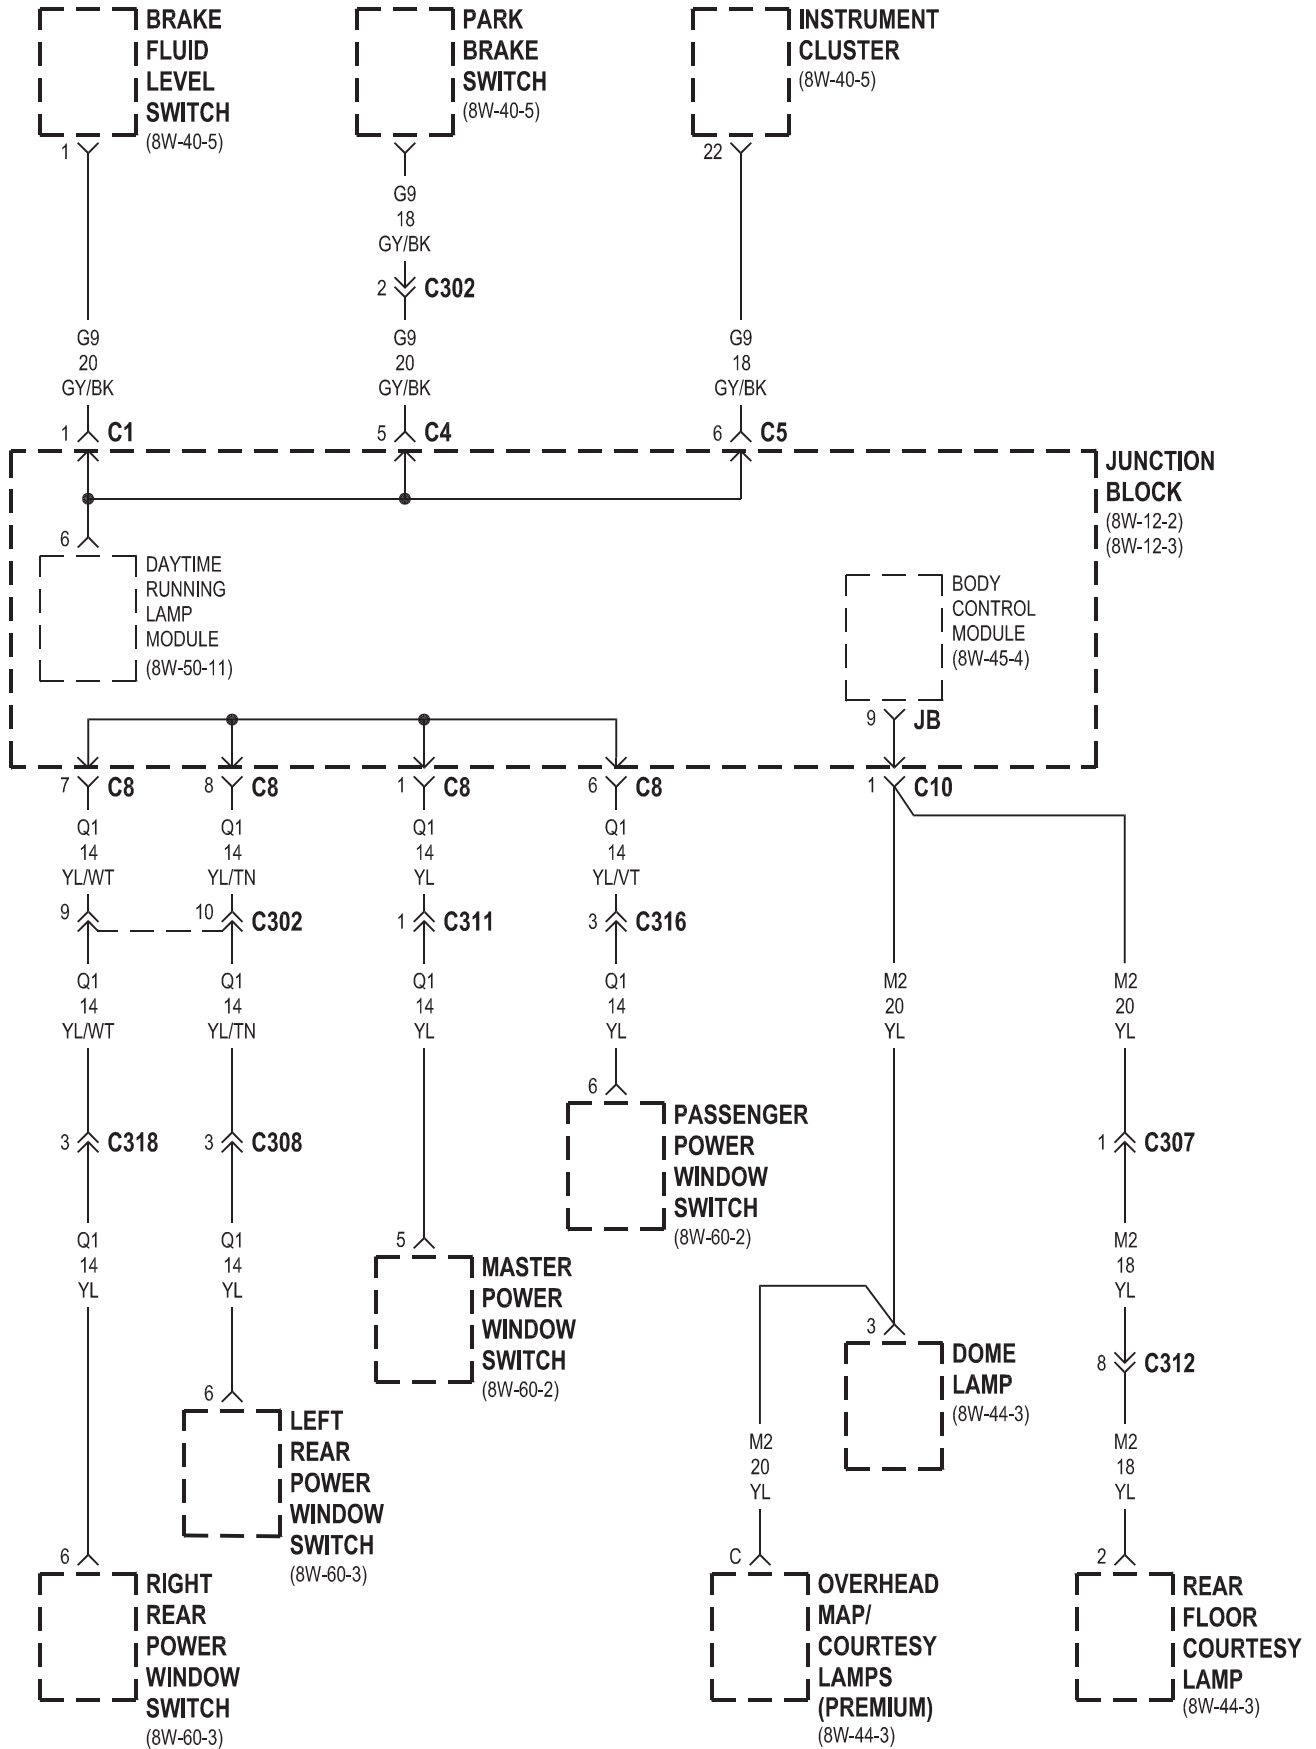 BRAKE
FLUID
LEVEL
SWITCH
(8W-40-5)
PARK
BRAKE
SWITCH
(8W-40-5)
INSTRUMENT
CLUSTER
(8W-40-5)
1
22
G9
18
GY/BK
2
C302
G9
20
GY/BK
G9
20
GY/BK
G9
18
GY/BK
1
C1
5
C4
6
C5
JUNCTION
BLOCK
(8W-12-2)
(8W-12-3)
6
DAYTIME
RUNNING
LAMP
MODULE
(8W-50-11)
BODY
CONTROL
MODULE
(8W-45-4)
9
JB
7
C8
8
C8
1
C8
6
C8
1
C10
Q1
14
YL/WT
Q1
14
YL/TN
Q1
14
YL
Q1
14
YL/VT
9
10
C302
1
C311
3
C316
Q1
14
YL/WT
Q1
14
YL/TN
Q1
14
YL
Q1
14
YL
M2
20
YL
M2
20
YL
6
PASSENGER
POWER
WINDOW
SWITCH
(8W-60-2)
3
C318
3
C308
1
C307
Q1
14
YL
Q1
14
YL
M2
18
YL
5
MASTER
POWER
WINDOW
SWITCH
(8W-60-2)
3
DOME
LAMP
(8W-44-3)
8
C312
6
LEFT
REAR
POWER
WINDOW
SWITCH
(8W-60-3)
M2
20
YL
M2
18
YL
6
RIGHT
REAR
POWER
WINDOW
SWITCH
(8W-60-3)
C
OVERHEAD
MAP/
COURTESY
LAMPS
(PREMIUM)
(8W-44-3)
2
REAR
FLOOR
COURTESY
LAMP
(8W-44-3)